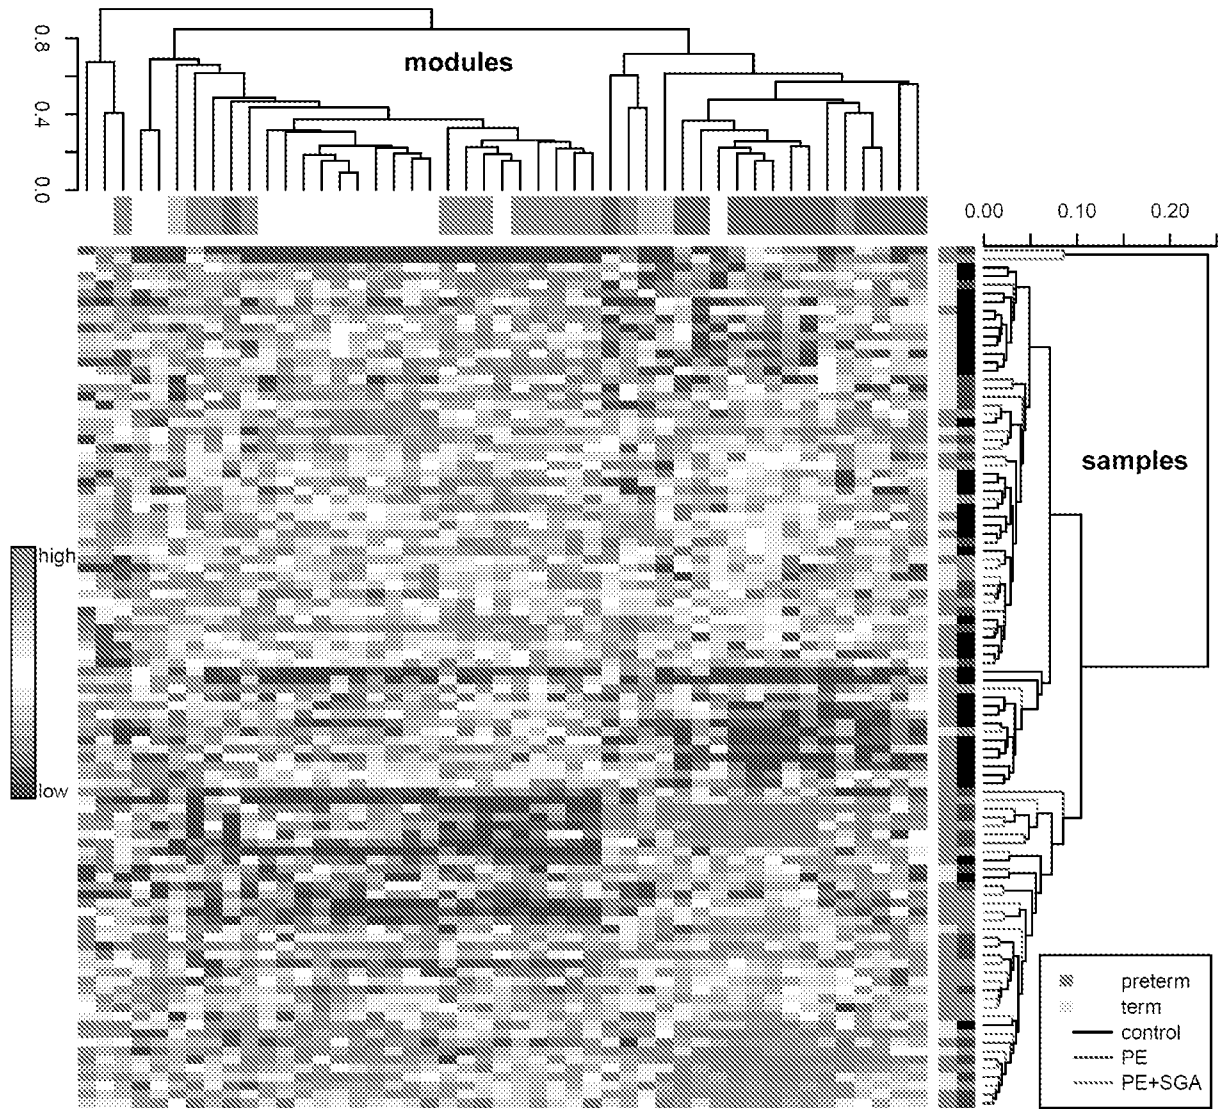 modules
0.8
0.4
0.0
0.00 0.10 0.20
samples
high
low
preterm
term
control
PE
PE+SGA